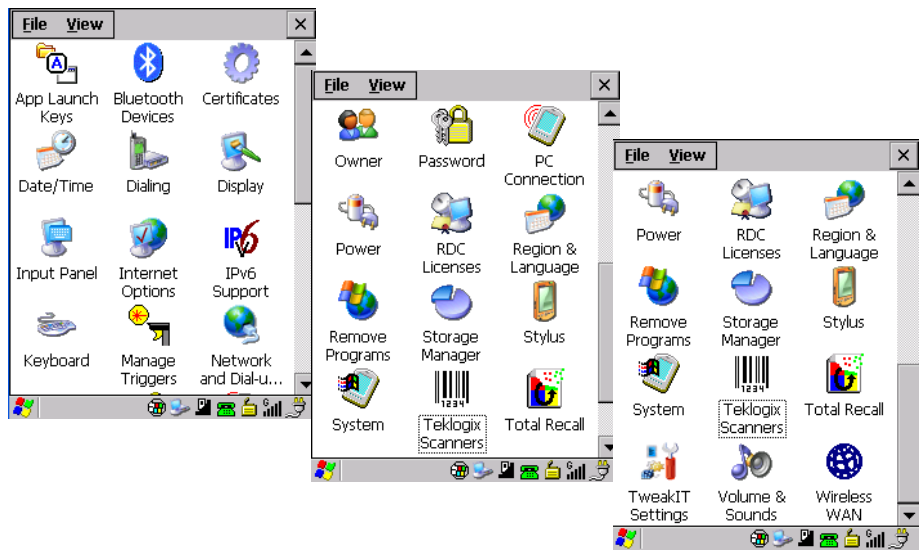 File View
App Launch Keys
Bluetooth Devices
Certificates
Date/Time
Dialing
Display
Input Panel
Internet Options
IPv6
IPv6 Support
Keyboard
Manage Triggers
Network and Dial-u...
G
File View
Owner
Password
PC Connection
Power
RDC Licenses
Region & Language
Remove Programs
Storage Manager
Stylus
System
1234
Teklogix Scanners
Total Recall
G
File View
Power
RDC Licenses
Region & Language
Remove Programs
Storage Manager
Stylus
System
1234
Teklogix Scanners
Total Recall
TweakIT Settings
Volume & Sounds
Wireless WAN
G